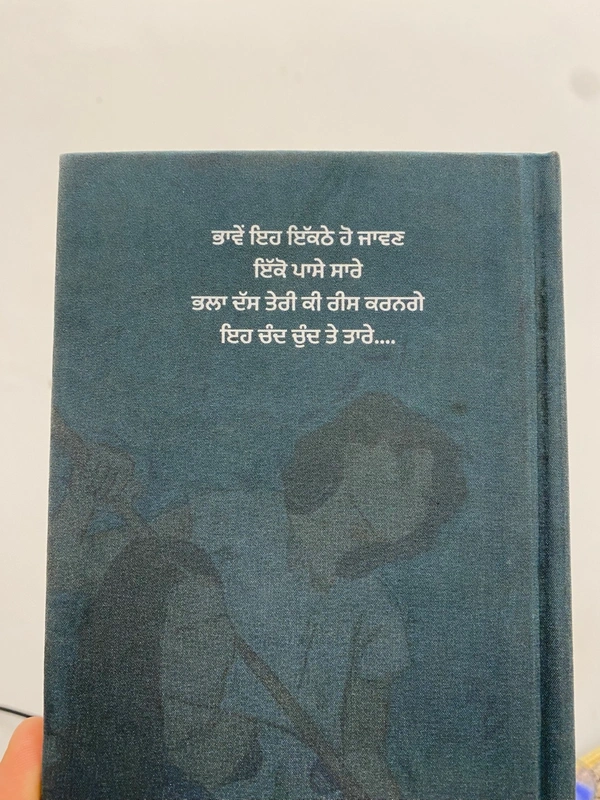 ਭਾਵੇਂ ਇਹ ਇੱਕਠੇ ਹੋ ਜਾਵਣ
ਇੱਕੋ ਪਾਸੇ ਸਾਰੇ
ਭਲਾ ਦੱਸ ਤੇਰੀ ਕੀ ਰੀਸ ਕਰਨਗੇ
ਇਹ ਚੰਦ ਚੁੰਦ ਤੇ ਤਾਰੇ....